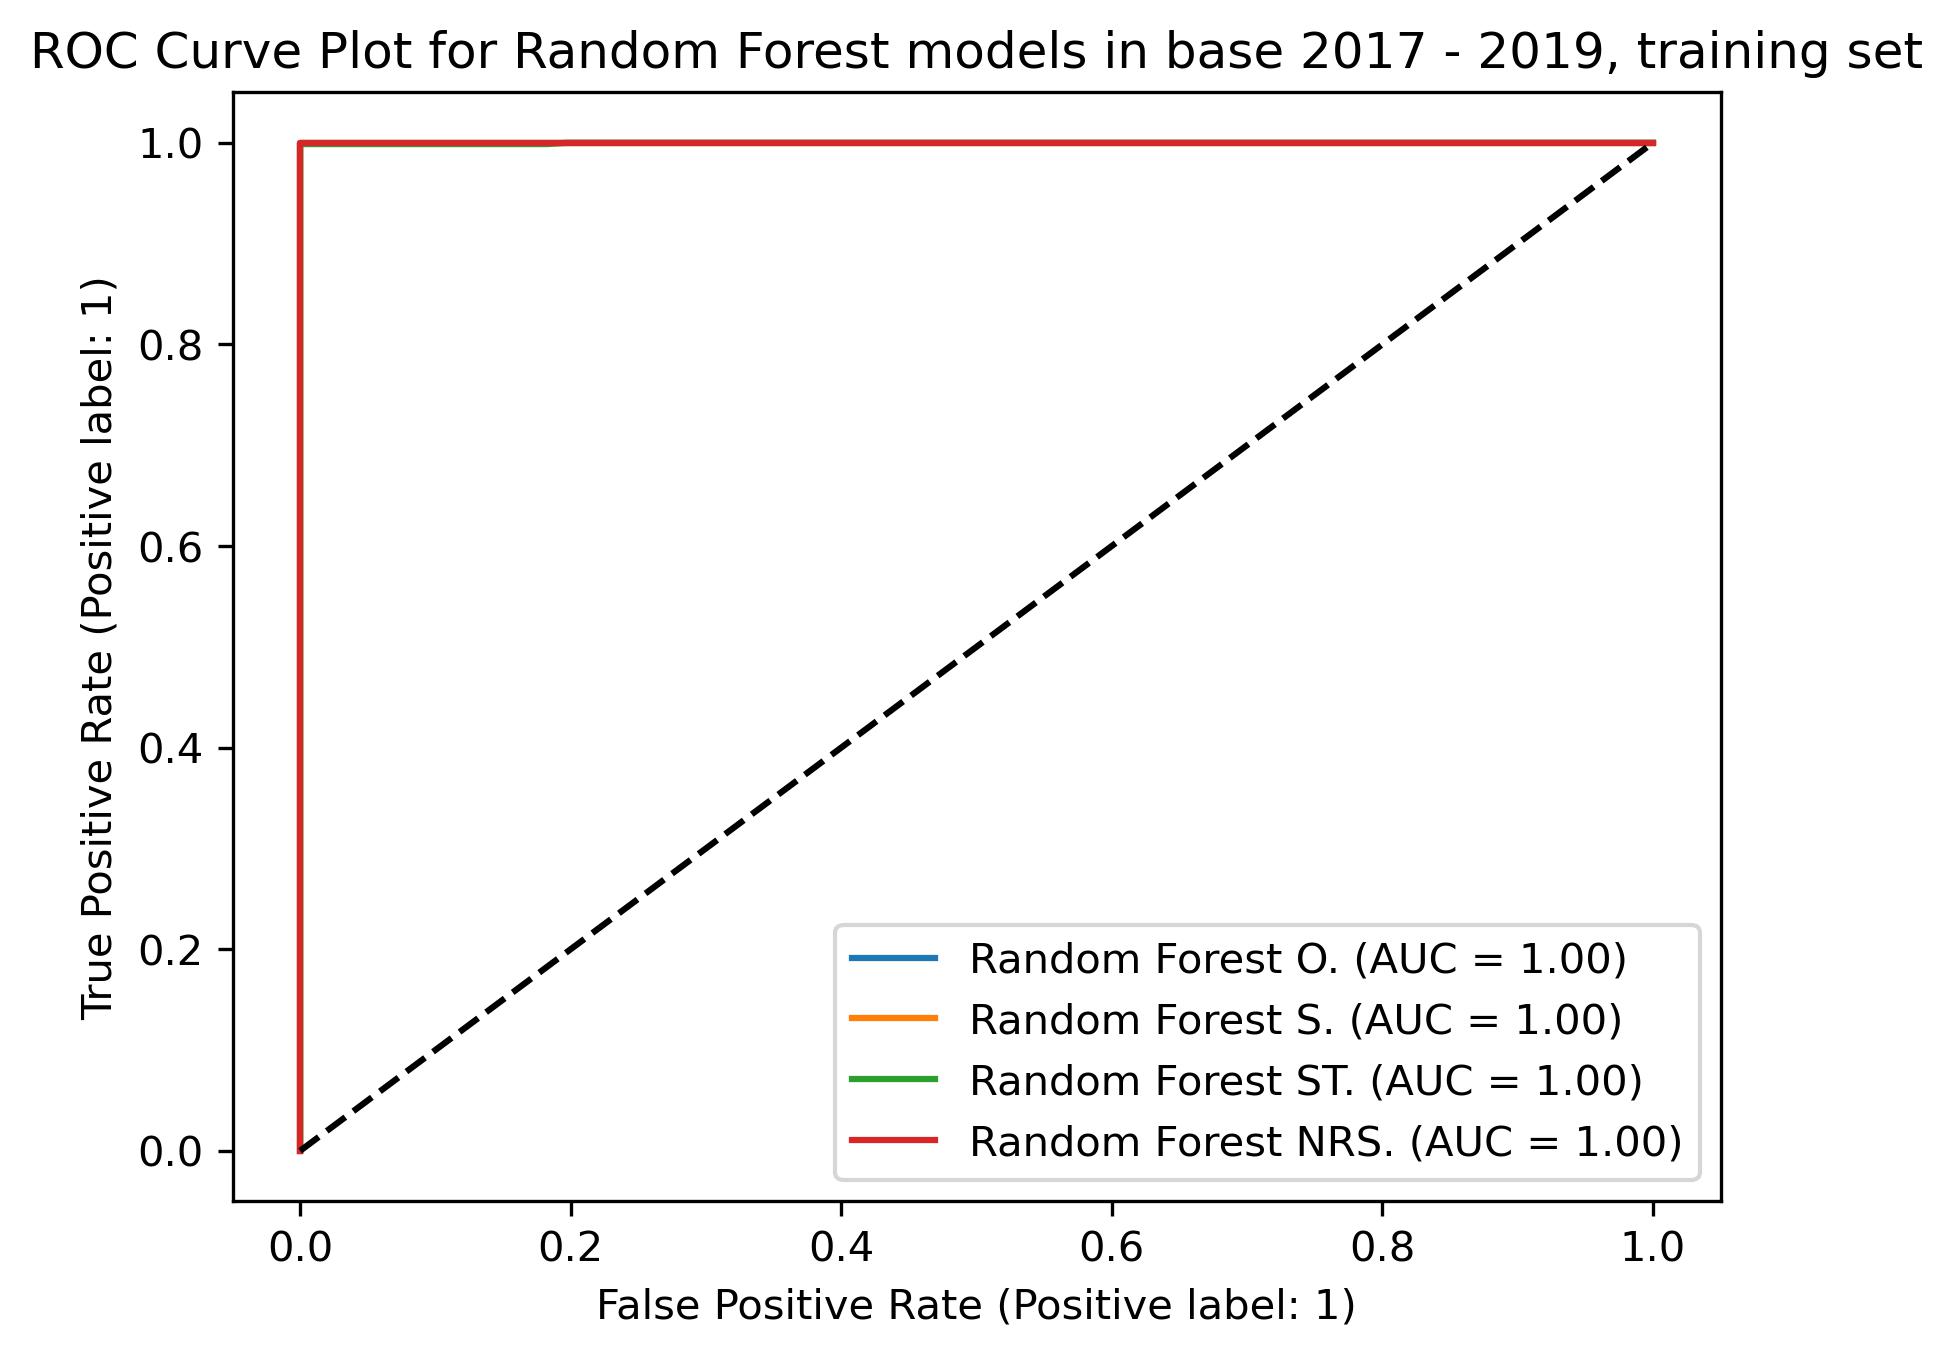 ROC Curve Plot for Random Forest models in base 2017 - 2019, training set
True Positive Rate (Positive label: 1)
1.0
0.8
0.6
0.4
0.2
0.0
Random Forest O. (AUC = 1.00)
Random Forest S. (AUC = 1.00)
Random Forest ST. (AUC = 1.00)
Random Forest NRS. (AUC = 1.00)
0.0 0.2 0.4 0.6 0.8 1.0
False Positive Rate (Positive label: 1)